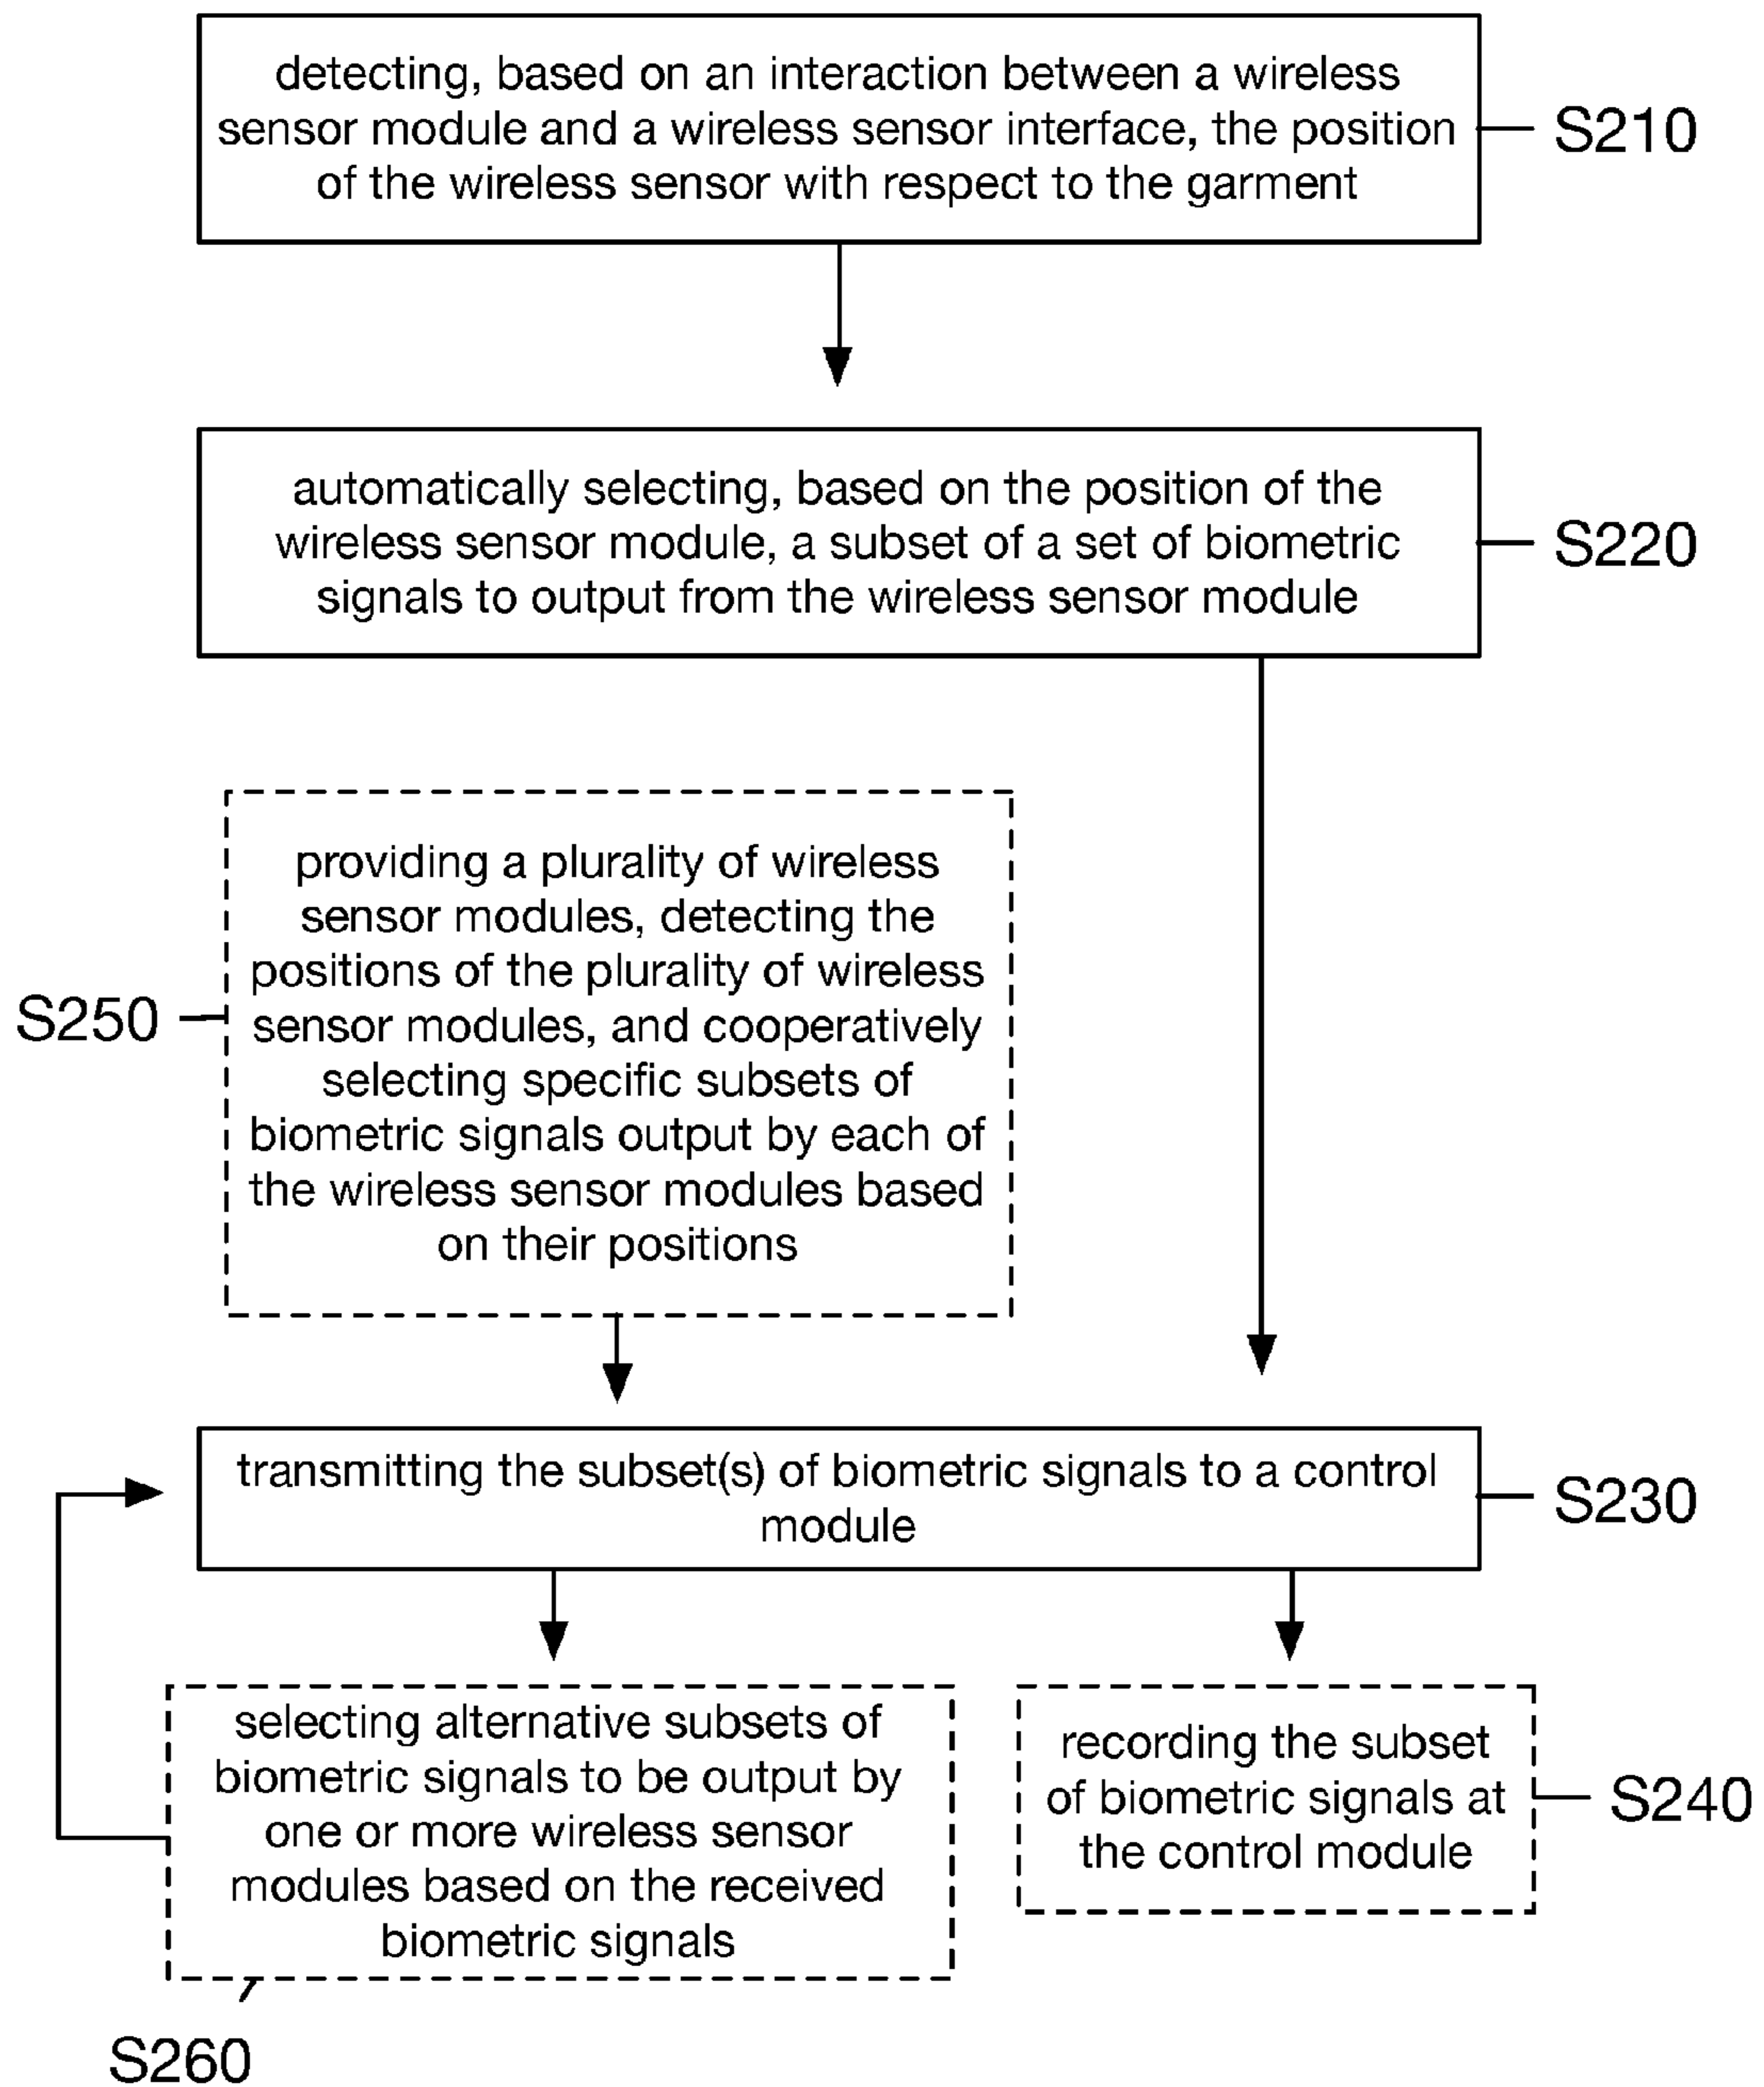 detecting, based on an interaction between a wireless
sensor module and a wireless sensor interface, the position
of the wireless sensor with respect to the garment
S210
automatically selecting, based on the position of the
wireless sensor module, a subset of a set of biometric
signals to output from the wireless sensor module
S220
providing a plurality of wireless
sensor modules, detecting the
positions of the plurality of wireless
sensor modules, and cooperatively
selecting specific subsets of
biometric signals output by each of
the wireless sensor modules based
on their positions
S250
transmitting the subset(s) of biometric signals to a control
module
S230
selecting alternative subsets of
biometric signals to be output by
one or more wireless sensor
modules based on the received
biometric signals
S260
recording the subset
of biometric signals at
the control module
S240